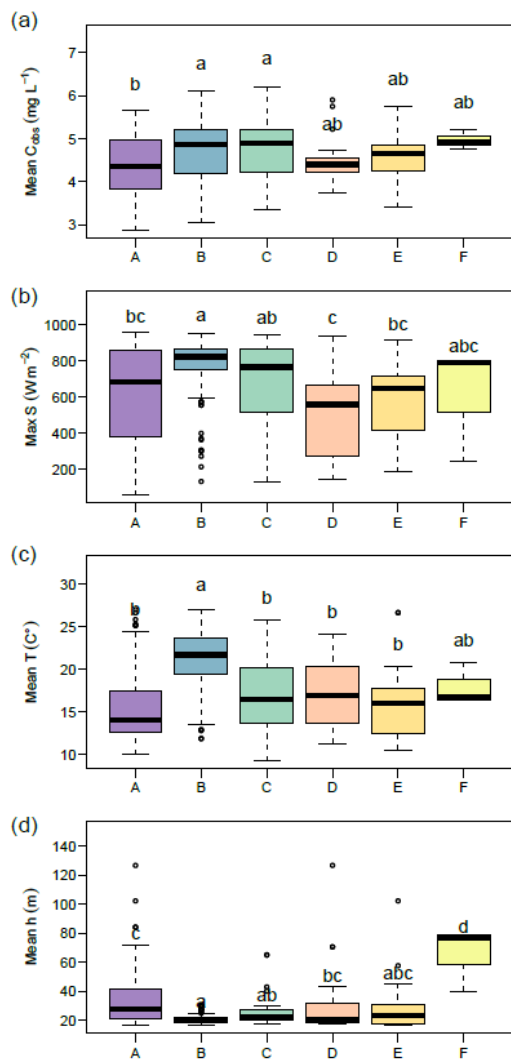 (a)
Mean C_obs (mg L⁻¹)
7
6
5
4
3
b
a
a
ab
ab
ab
A B C D E F
(b)
Max S (W m⁻²)
1000
800
600
400
200
bc
a
ab
c
bc
abc
A B C D E F
(c)
Mean T (C°)
30
25
20
15
10
b
a
b
b
b
ab
A B C D E F
(d)
Mean h (m)
140
120
100
80
60
40
20
c
a
ab
bc
abc
d
A B C D E F